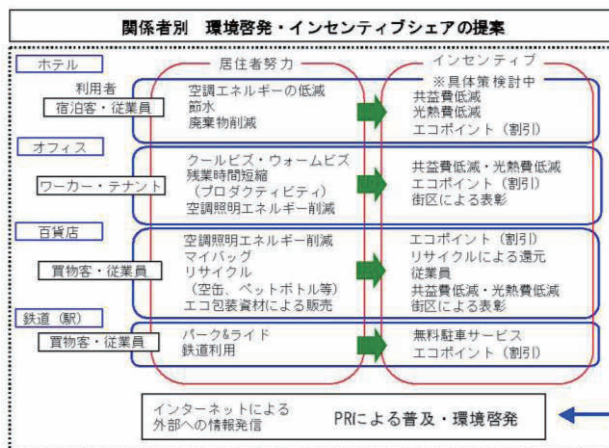 関係者別 環境啓発・インセンティブシェアの提案
居住者努力
インセンティブ
ホテル
利用者
宿泊客・従業員
空調エネルギーの低減
節水
廃棄物削減
※具体策検討中
共益費低減
光熱費低減
エコポイント（割引）
オフィス
ワーカー・テナント
クールビズ・ウォームビズ
残業時間短縮
（プロダクティビティ）
空調照明エネルギー削減
共益費低減・光熱費低減
エコポイント（割引）
街区による表彰
百貨店
買物客・従業員
空調照明エネルギー削減
マイバッグ
リサイクル
（空缶、ペットボトル等）
エコ包装資材による販売
エコポイント（割引）
リサイクルによる還元
従業員
共益費低減・光熱費低減
街区による表彰
鉄道（駅）
買物客・従業員
パーク&ライド
鉄道利用
無料駐車サービス
エコポイント（割引）
インターネットによる
外部への情報発信
PRによる普及・環境啓発